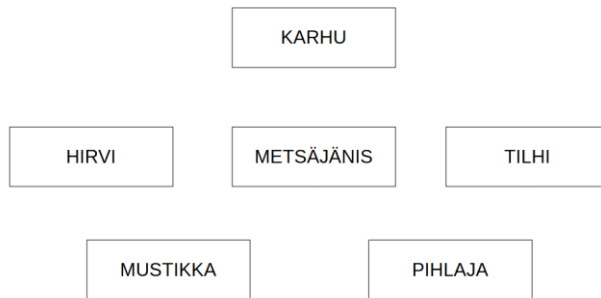 KARHU
HIRVI
METSÄJÄNIS
TILHI
MUSTIKKA
PIHLAJA